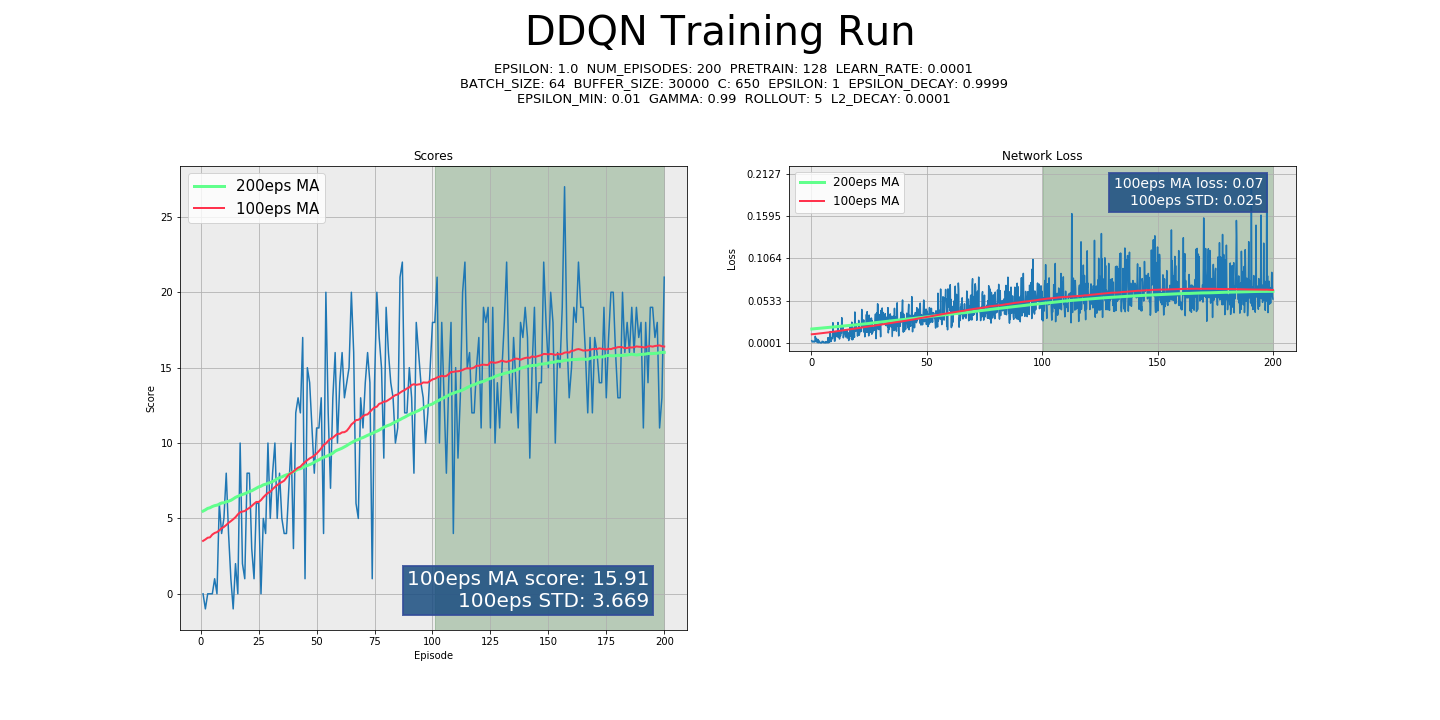 DDQN Training Run
EPSILON: 1.0 NUM_EPISODES: 200 PRETRAIN: 128 LEARN_RATE: 0.0001
BATCH_SIZE: 64 BUFFER_SIZE: 30000 C: 650 EPSILON: 1 EPSILON_DECAY: 0.9999
EPSILON_MIN: 0.01 GAMMA: 0.99 ROLLOUT: 5 L2_DECAY: 0.0001
Scores
200eps MA
100eps MA
25
20
15
10
5
0
Score
100eps MA score: 15.91
100eps STD: 3.669
0 25 50 75 100 125 150 175 200
Episode
Network Loss
200eps MA
100eps MA
100eps MA loss: 0.07
100eps STD: 0.025
0.2127
0.1595
0.1064
0.0533
0.0001
Loss
0 50 100 150 200